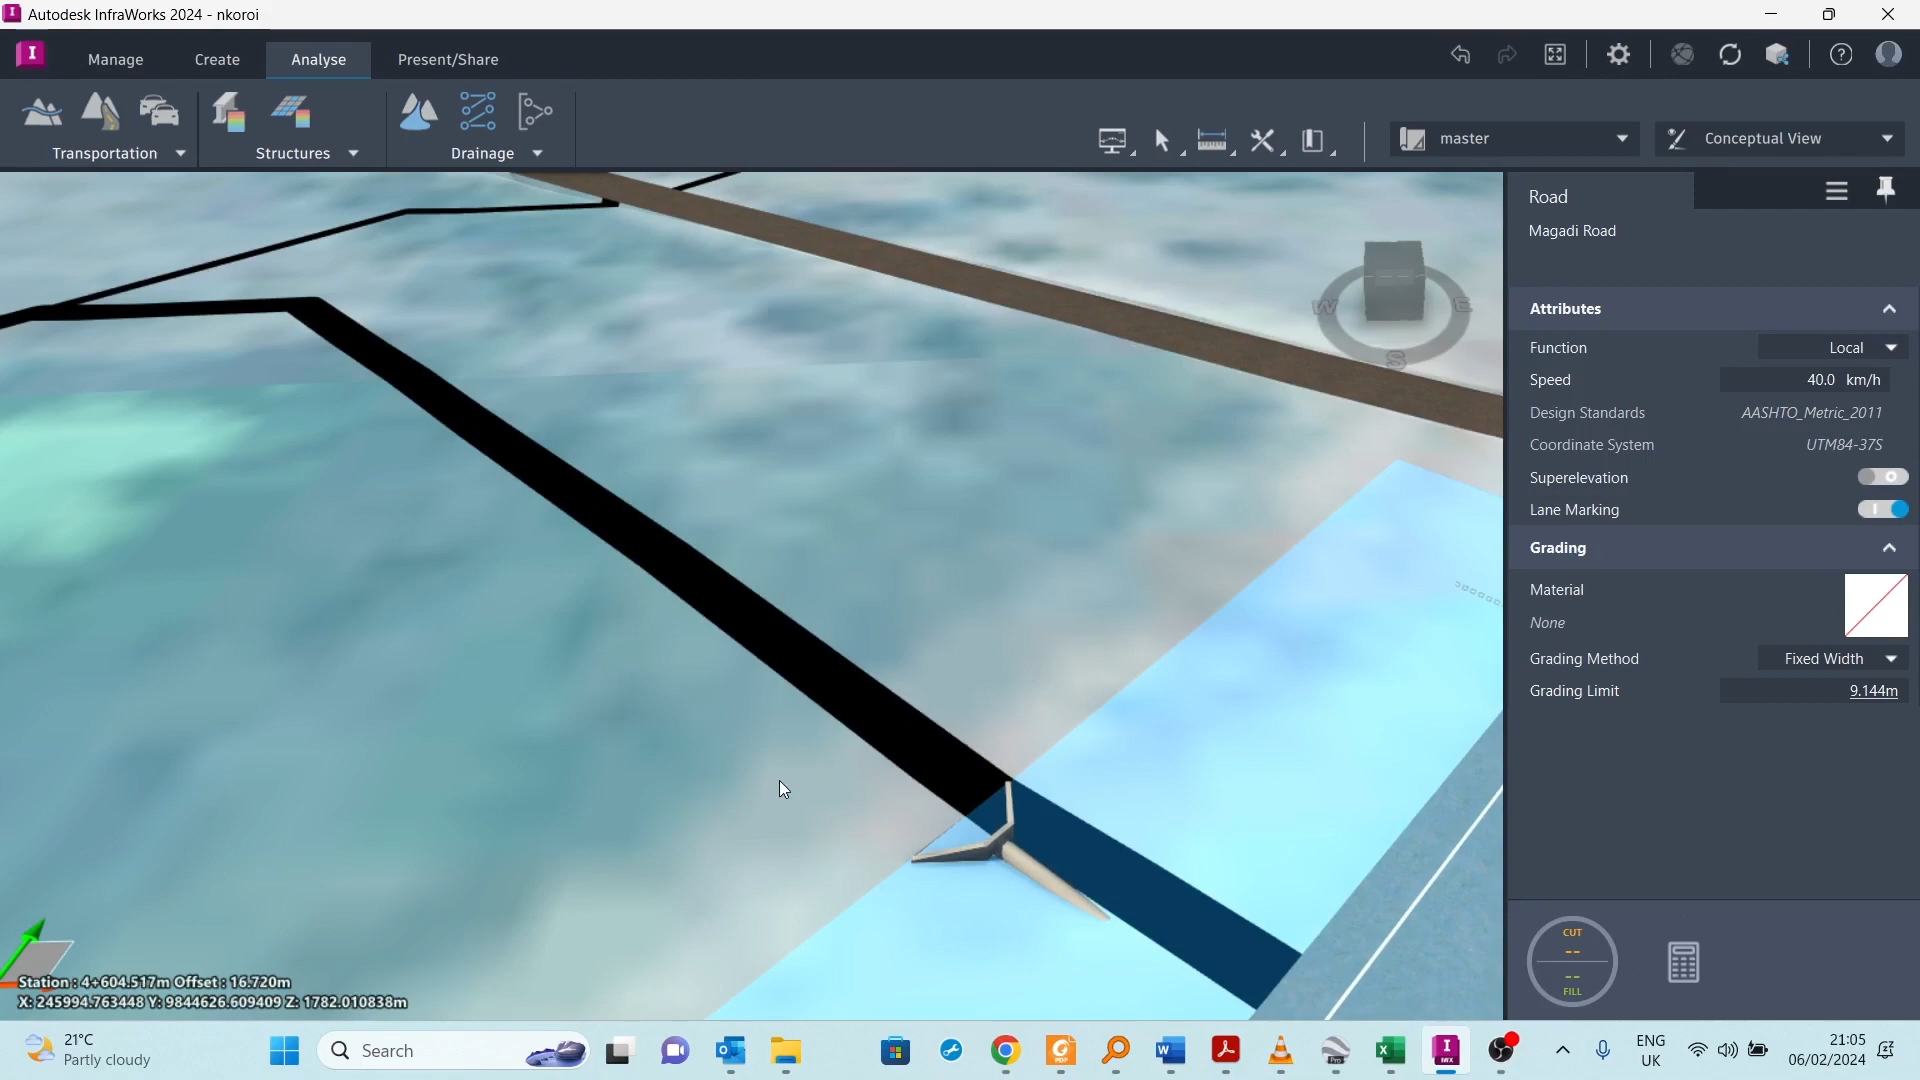 Autodesk InfraWorks 2024 - nkoroi
I
Manage
Create
Analyse
Present/Share
Transportation
Structures
Drainage
master
Conceptual View
Road
Magadi Road
W
E
S
Attributes
Function
Local
Speed
40.0 km/h
Design Standards
AASHTO_Metric_2011
Coordinate System
UTM84-37S
Superelevation
Lane Marking
Grading
Material
None
Grading Method
Fixed Width
Grading Limit
9.144m
CUT
--
--
FILL
Station : 4+604.517m Offset : 16.720m
X: 245994.763448 Y: 9844626.609409 Z: 1782.010838m
21°C
Partly cloudy
Search
ENG
UK
21:05
06/02/2024